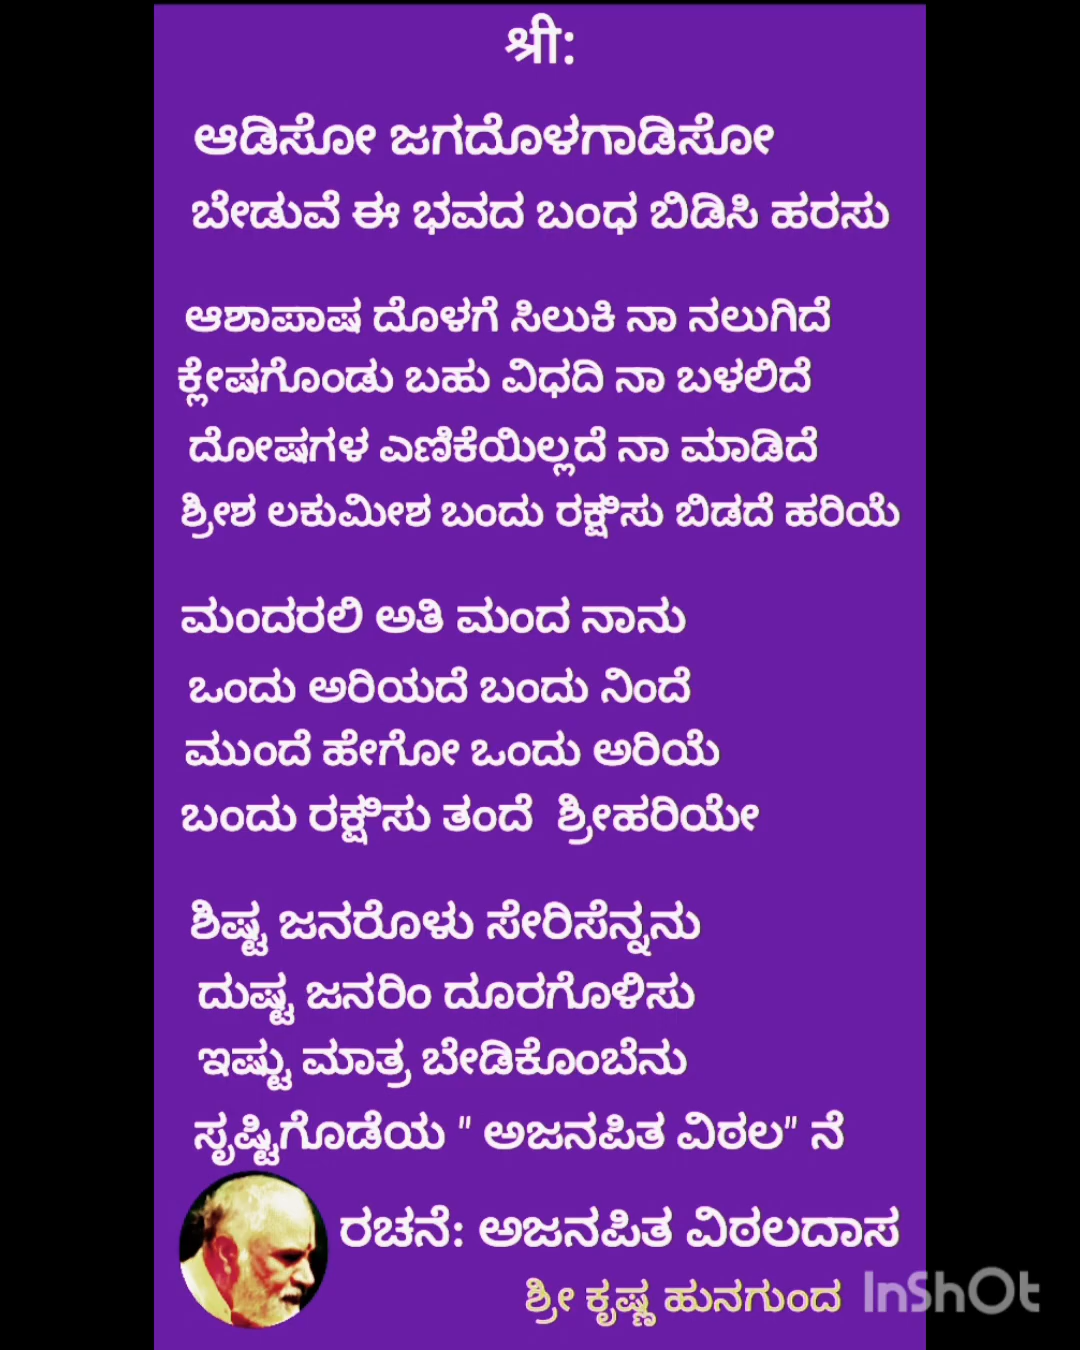 श्री:
ಆಡಿಸೋ ಜಗದೊಳಗಾಡಿಸೋ
ಬೇಡುವೆ ಈ ಭವದ ಬಂಧ ಬಿಡಿಸಿ ಹರಸು
ಆಶಾಪಾಷ ದೊಳಗೆ ಸಿಲುಕಿ ನಾ ನಲುಗಿದೆ
ಕ್ಲೇಷಗೊಂಡು ಬಹು ವಿಧದಿ ನಾ ಬಳಲಿದೆ
ದೋಷಗಳ ಎಣಿಕೆಯಿಲ್ಲದೆ ನಾ ಮಾಡಿದೆ
ಶ್ರೀಶ ಲಕುಮೀಶ ಬಂದು ರಕ್ಷಿಸು ಬಿಡದೆ ಹರಿಯೆ
ಮಂದರಲಿ ಅತಿ ಮಂದ ನಾನು
ಒಂದು ಅರಿಯದೆ ಬಂದು ನಿಂದೆ
ಮುಂದೆ ಹೇಗೋ ಒಂದು ಅರಿಯೆ
ಬಂದು ರಕ್ಷಿಸು ತಂದೆ ಶ್ರೀಹರಿಯೇ
ಶಿಷ್ಟ ಜನರೊಳು ಸೇರಿಸೆನ್ನನು
ದುಷ್ಟ ಜನರಿಂ ದೂರಗೊಳಿಸು
ಇಷ್ಟು ಮಾತ್ರ ಬೇಡಿಕೊಂಬೆನು
ಸೃಷ್ಟಿಗೊಡೆಯ " ಅಜನಪಿತ ವಿಠಲ" ನೆ
ರಚನೆ: ಅಜನಪಿತ ವಿಠಲದಾಸ
ಶ್ರೀ ಕೃಷ್ಣ ಹುನಗುಂದ
InShOt